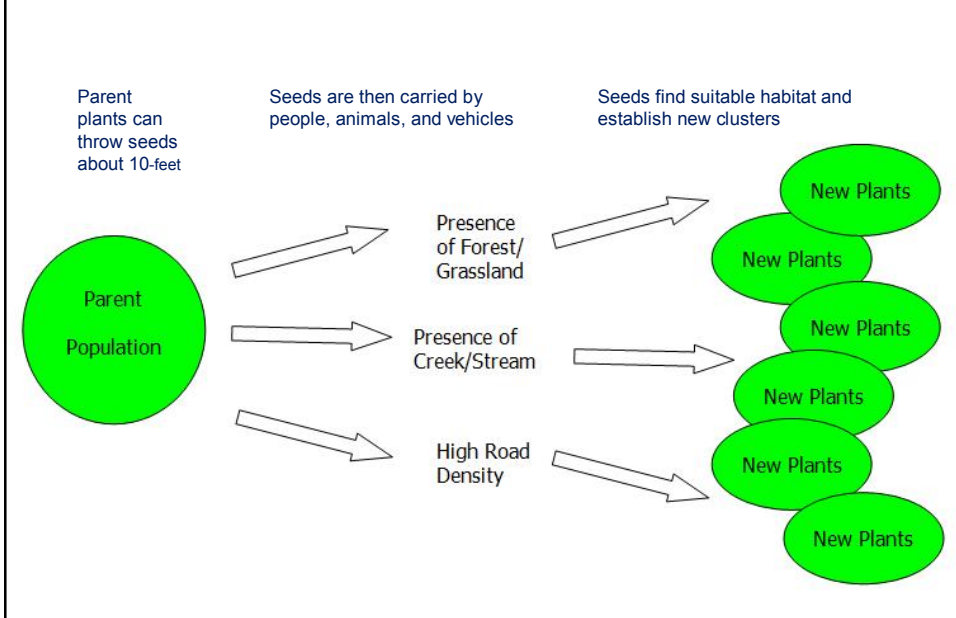 Parent
plants can
throw seeds
about 10-feet
Seeds are then carried by
people, animals, and vehicles
Seeds find suitable habitat and
establish new clusters
Parent
Population
Presence
of Forest/
Grassland
Presence of
Creek/Stream
High Road
Density
New Plants
New Plants
New Plants
New Plants
New Plants
New Plants